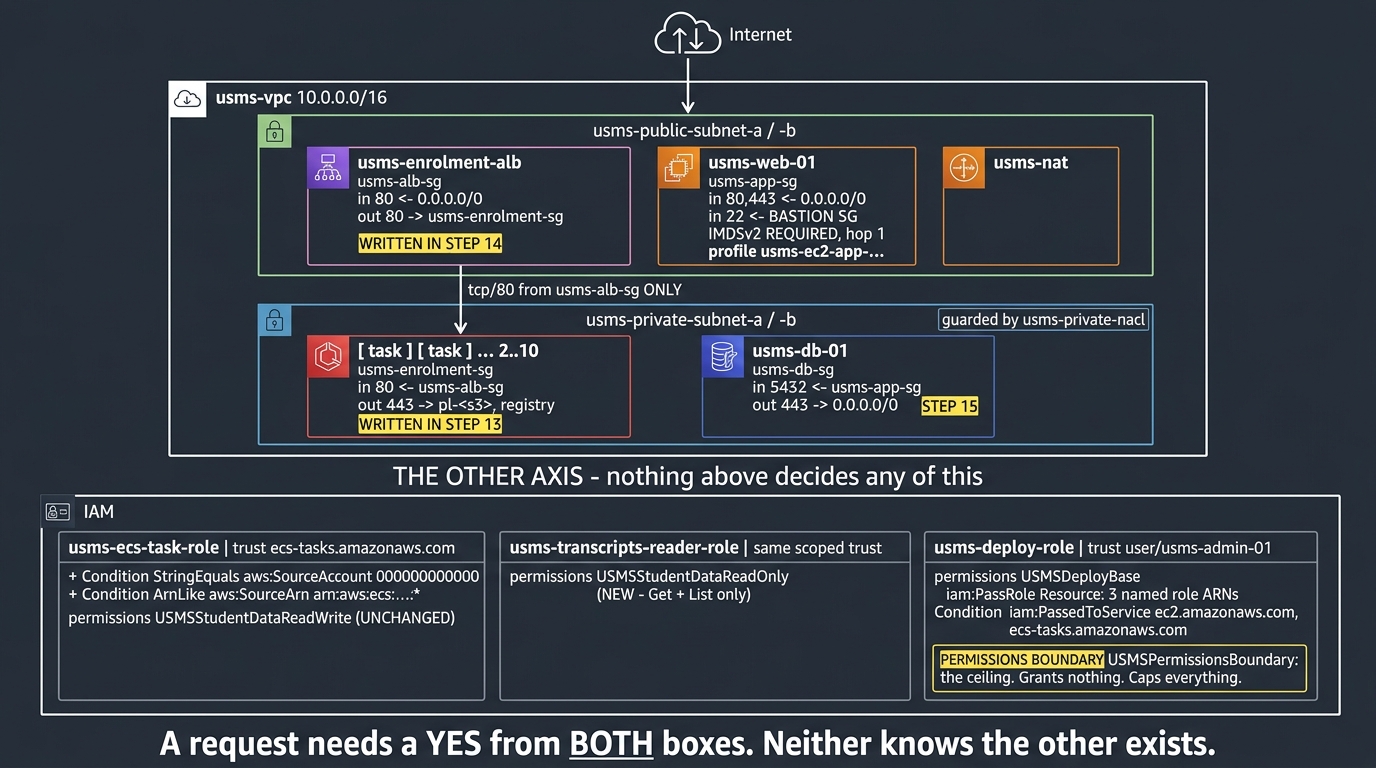 Internet
usms-vpc 10.0.0.0/16
usms-public-subnet-a / -b
usms-enrolment-alb
usms-alb-sg
in 80 <- 0.0.0.0/0
out 80 -> usms-enrolment-sg
WRITTEN IN STEP 14
usms-web-01
usms-app-sg
in 80,443 <- 0.0.0.0/0
in 22 <- BASTION SG
IMDSv2 REQUIRED, hop 1
profile usms-ec2-app-...
usms-nat
tcp/80 from usms-alb-sg ONLY
usms-private-subnet-a / -b
guarded by usms-private-nacl
[ task ] [ task ] ... 2..10
usms-enrolment-sg
in 80 <- usms-alb-sg
out 443 -> pl-<s3>, registry
WRITTEN IN STEP 13
usms-db-01
usms-db-sg
in 5432 <- usms-app-sg
out 443 -> 0.0.0.0/0 STEP 15
THE OTHER AXIS - nothing above decides any of this
IAM
usms-ecs-task-role | trust ecs-tasks.amazonaws.com
+ Condition StringEquals aws:SourceAccount 000000000000
+ Condition ArnLike aws:SourceArn arn:aws:ecs:...:*
permissions USMSStudentDataReadWrite (UNCHANGED)
usms-transcripts-reader-role | same scoped trust
permissions USMSStudentDataReadOnly
(NEW - Get + List only)
usms-deploy-role | trust user/usms-admin-01
permissions USMSDeployBase
iam:PassRole Resource: 3 named role ARNs
Condition iam:PassedToService ec2.amazonaws.com,
ecs-tasks.amazonaws.com
PERMISSIONS BOUNDARY USMSPermissionsBoundary:
the ceiling. Grants nothing. Caps everything.
A request needs a YES from BOTH boxes. Neither knows the other exists.